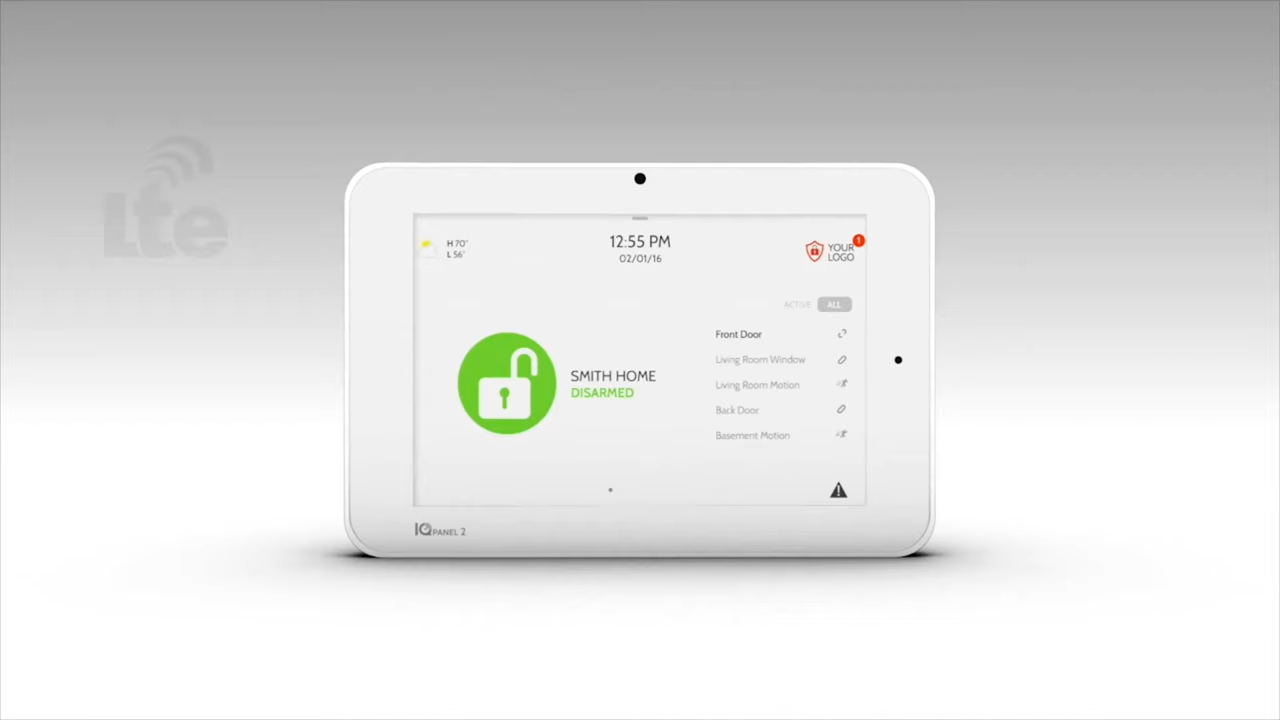 Lte
H 70°
L 56°
12:55 PM
02/01/16
YOUR
LOGO
1
ACTIVE
ALL
Front Door
Living Room Window
Living Room Motion
Back Door
Basement Motion
SMITH HOME
DISARMED
IQ PANEL 2